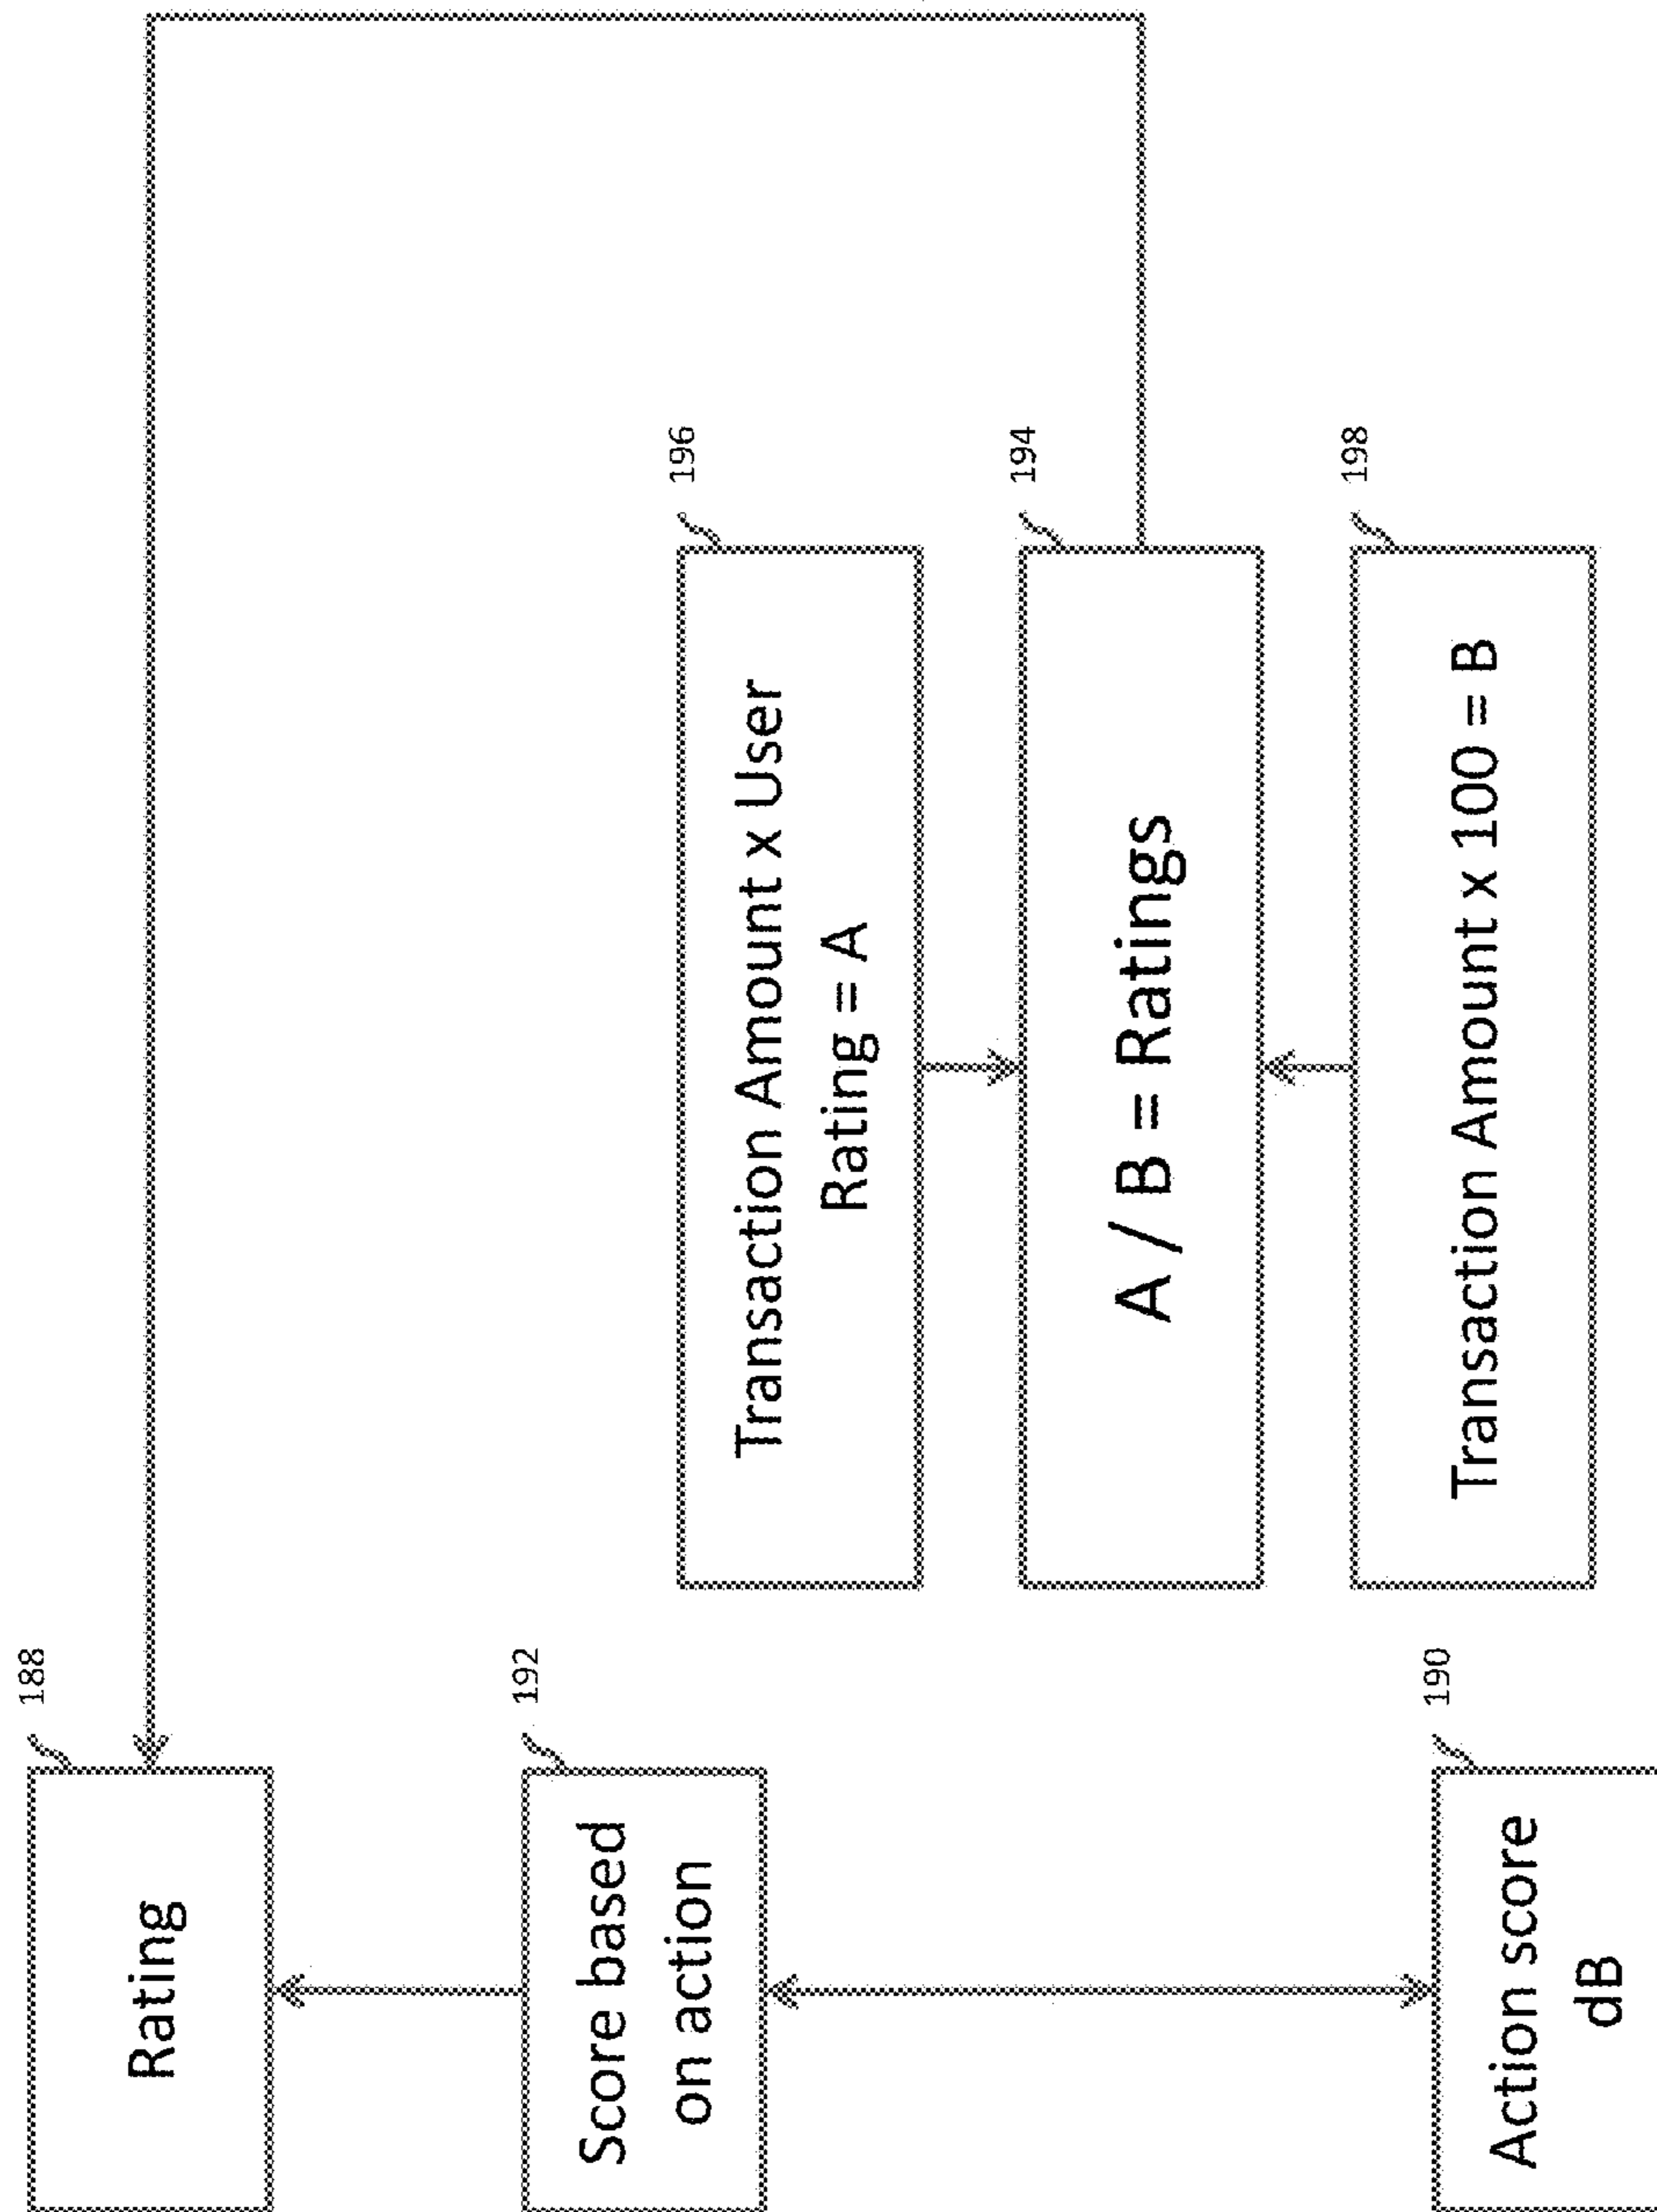 188
Rating
192
Score based
on action
190
Action score
dB
196
Transaction Amount x User
Rating = A
194
A / B = Ratings
198
Transaction Amount x 100 = B